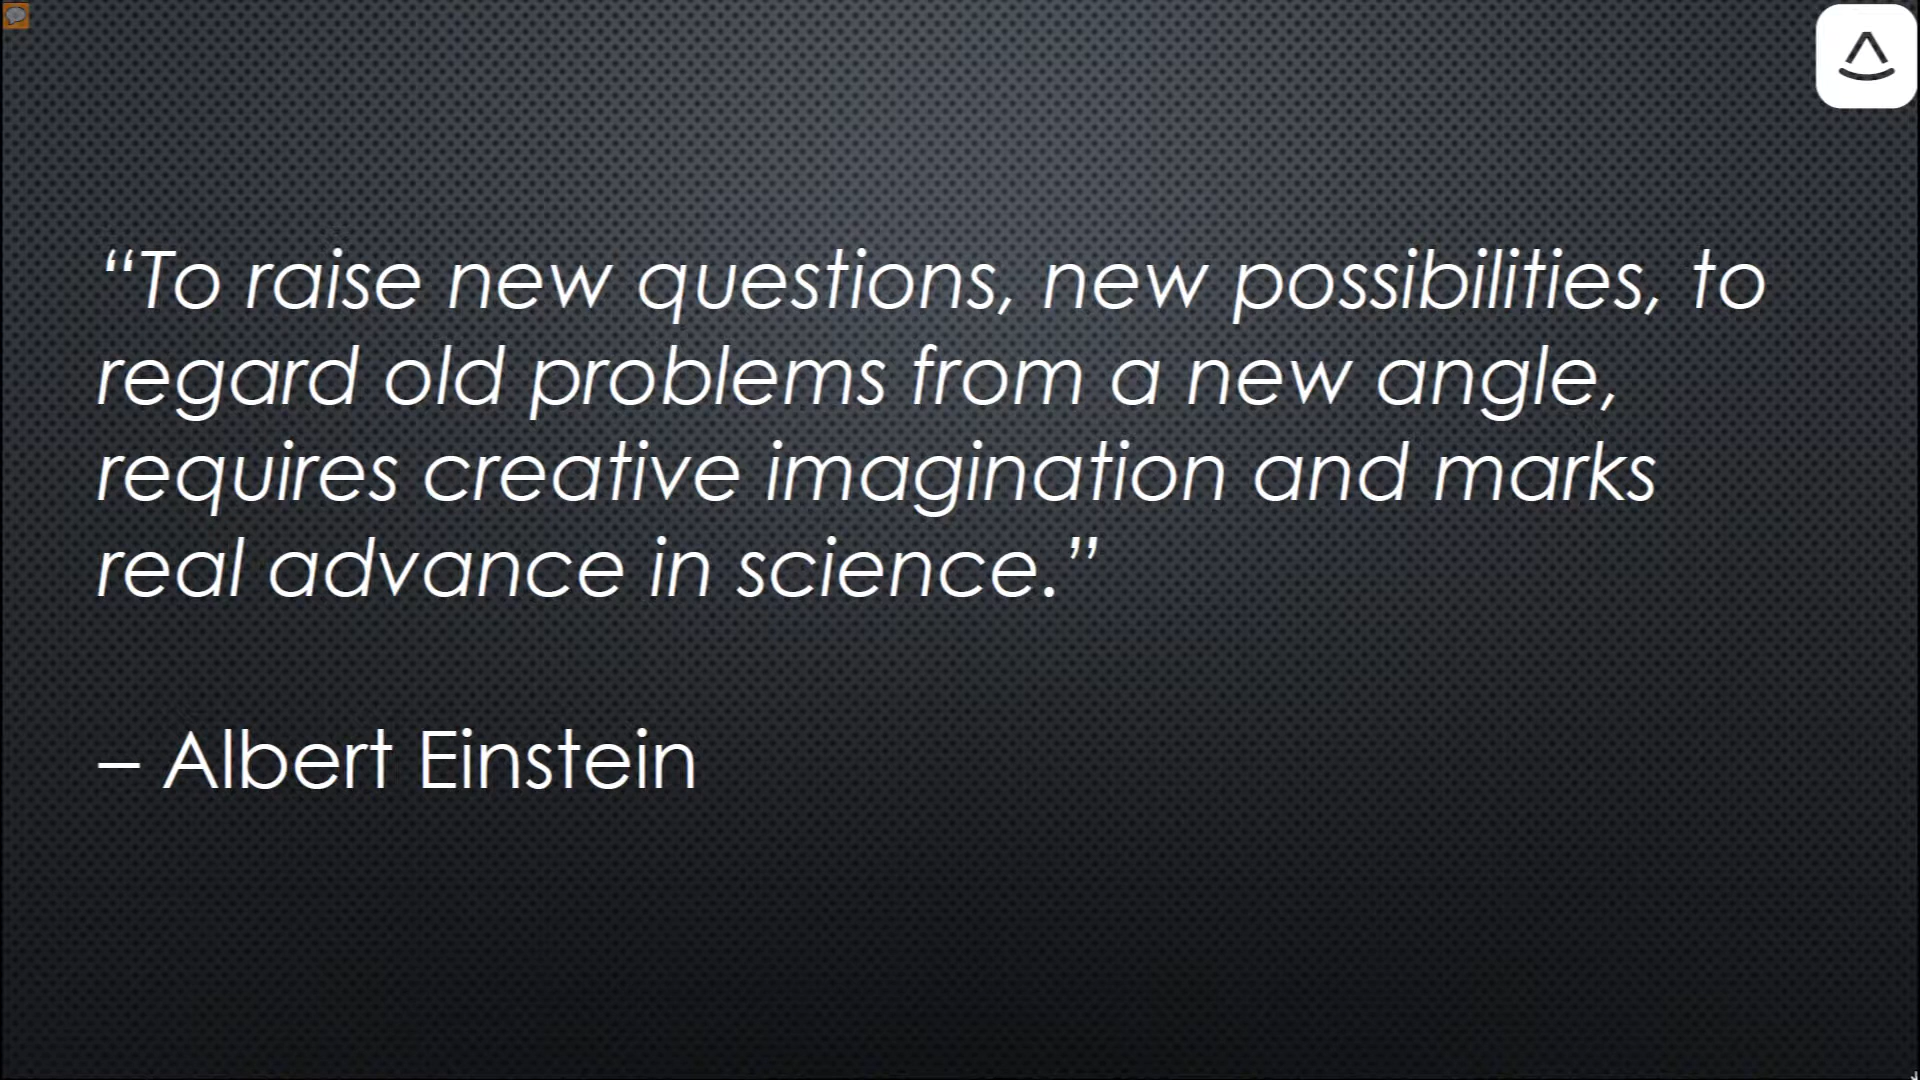 “To raise new questions, new possibilities, to
regard old problems from a new angle,
requires creative imagination and marks
real advance in science.”
– Albert Einstein